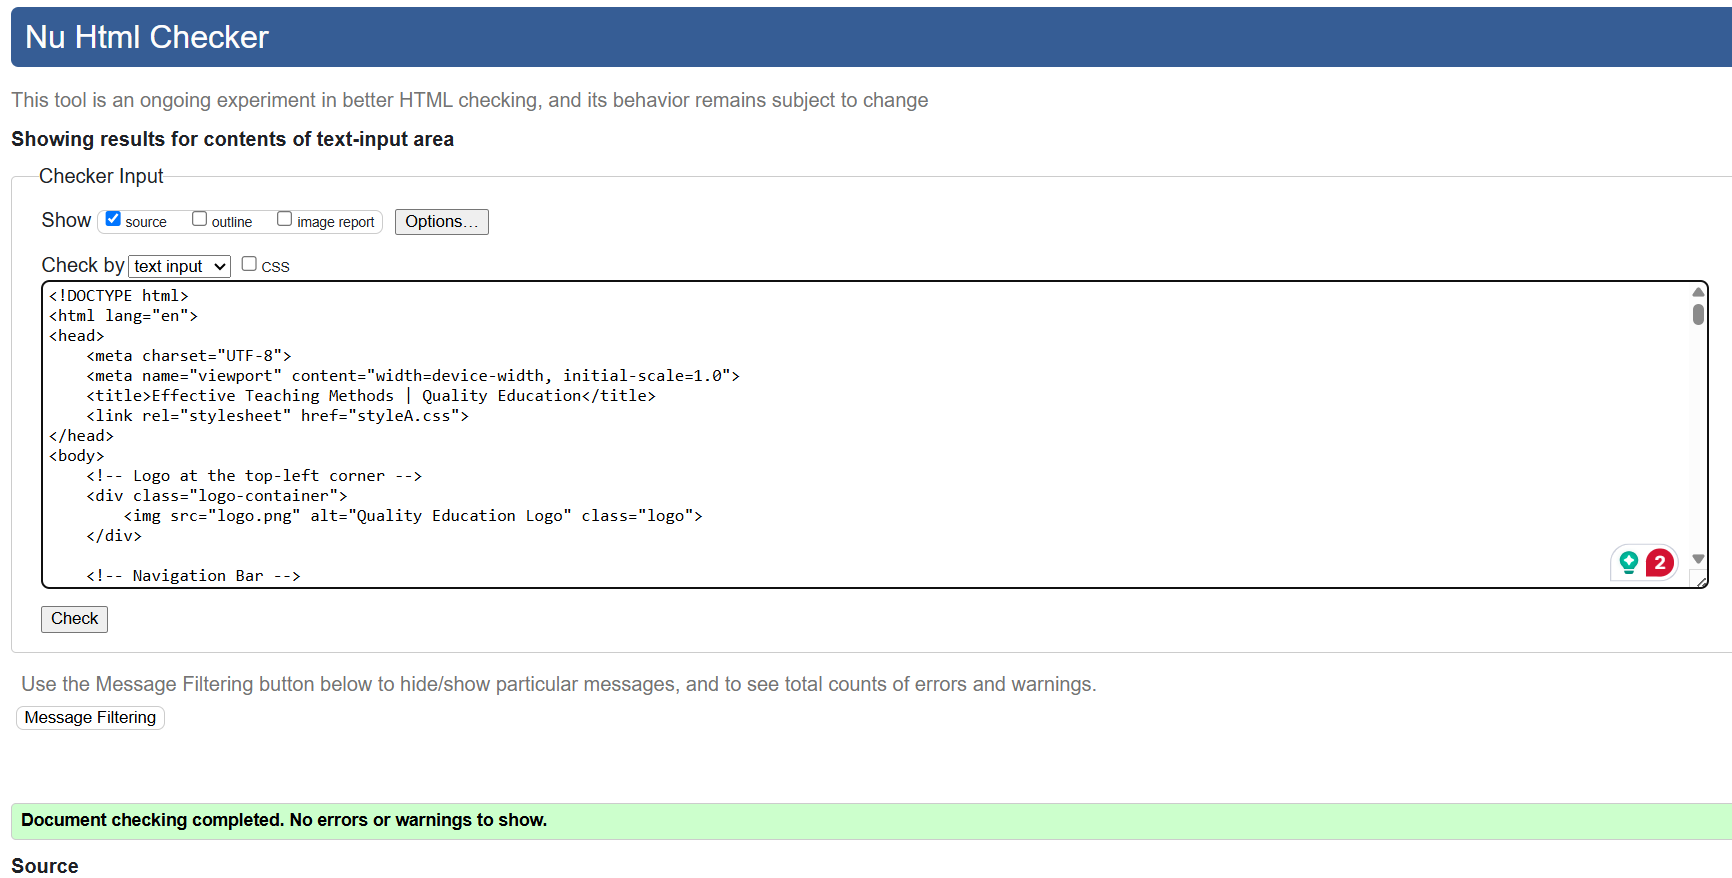 Nu Html Checker
This tool is an ongoing experiment in better HTML checking, and its behavior remains subject to change
Showing results for contents of text-input area
Checker Input
Show source outline image report Options...
Check by text input CSS
<!DOCTYPE html>
<html lang="en">
<head>
    <meta charset="UTF-8">
    <meta name="viewport" content="width=device-width, initial-scale=1.0">
    <title>Effective Teaching Methods | Quality Education</title>
    <link rel="stylesheet" href="styleA.css">
</head>
<body>
    <!-- Logo at the top-left corner -->
    <div class="logo-container">
        <img src="logo.png" alt="Quality Education Logo" class="logo">
    </div>
    <!-- Navigation Bar -->
2
Check
Use the Message Filtering button below to hide/show particular messages, and to see total counts of errors and warnings.
Message Filtering
Document checking completed. No errors or warnings to show.
Source